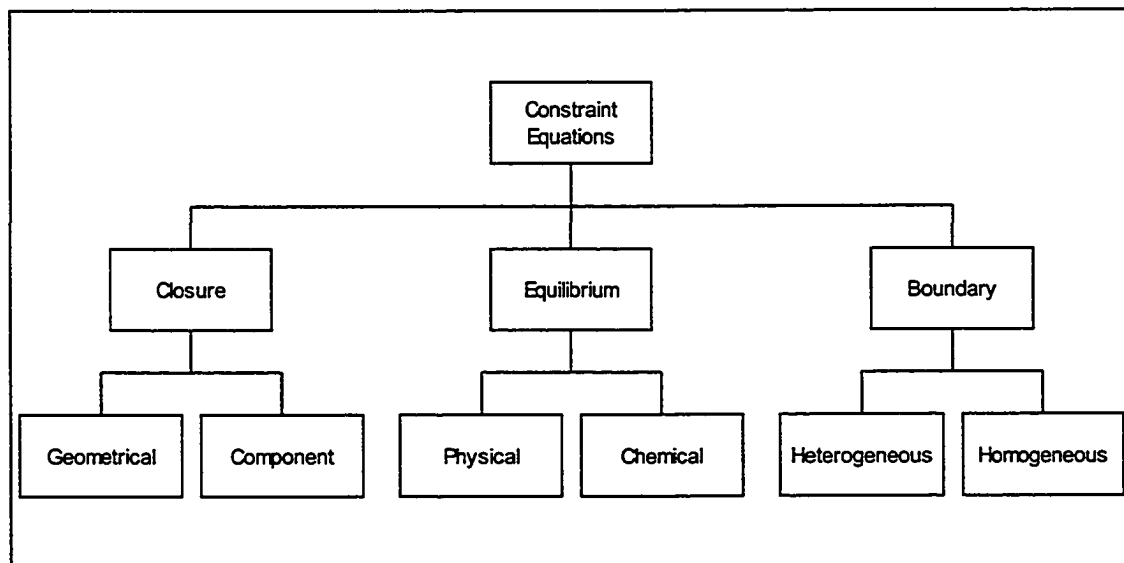 Constraint
Equations
Closure
Equilibrium
Boundary
Geometrical
Component
Physical
Chemical
Heterogeneous
Homogeneous